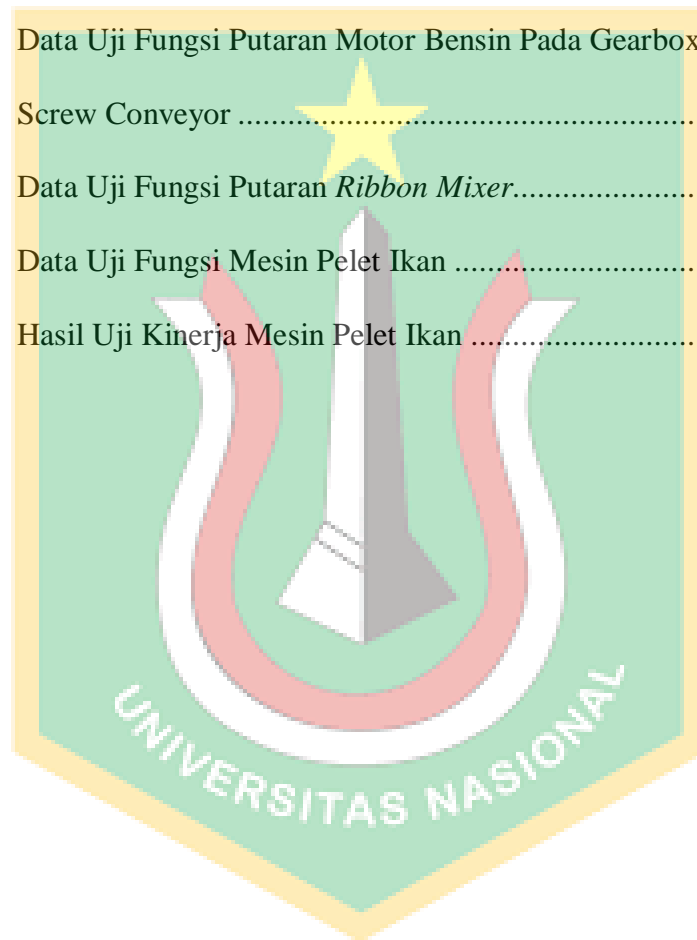 Data Uji Fungsi Putaran Motor Bensin Pada Gearbox
Screw Conveyor ........................................................
Data Uji Fungsi Putaran Ribbon Mixer.......................
Data Uji Fungsi Mesin Pelet Ikan ..............................
Hasil Uji Kinerja Mesin Pelet Ikan ............................
UNIVERSITAS NASIONAL